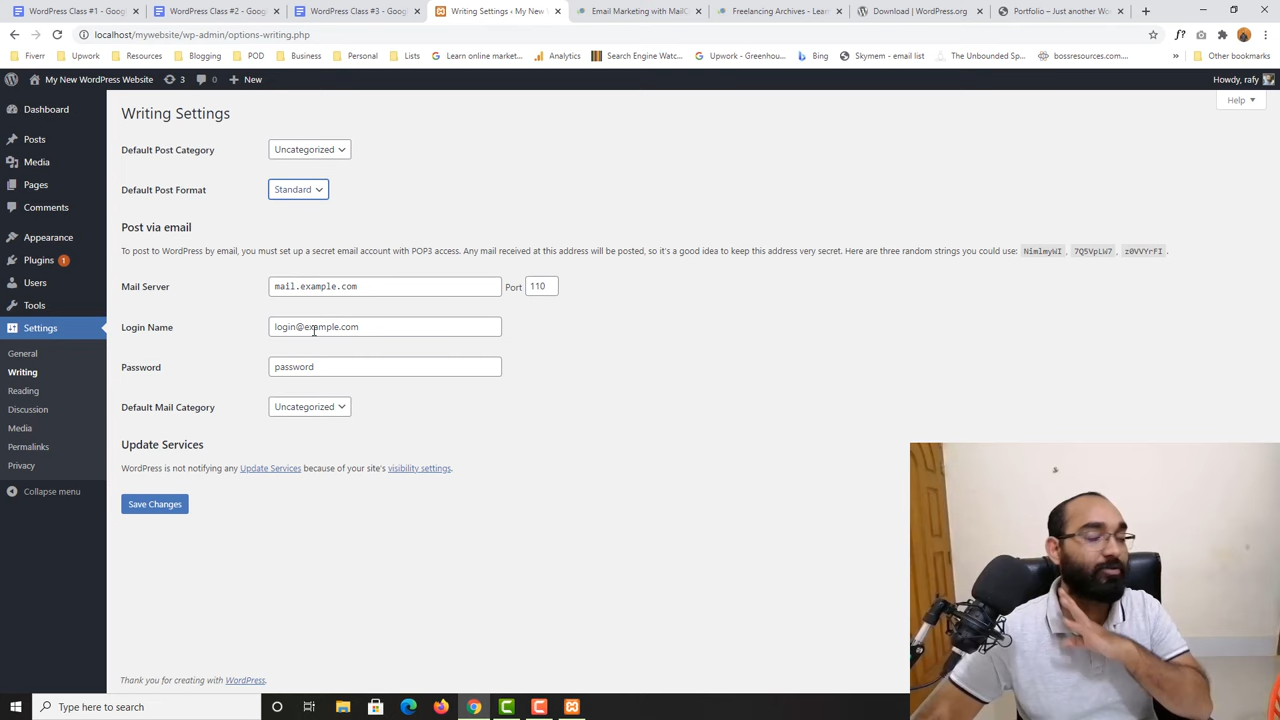 WordPress Class #1 - Goog
WordPress Class #2 - Goog
WordPress Class #3 - Goog
Writing Settings ‹ My New
Email Marketing with MailC
Freelancing Archives - Lear
Download | WordPress.org
Portfolio – Just another Wo
localhost/mywebsite/wp-admin/options-writing.php
Fiverr
Upwork
Resources
Blogging
POD
Business
Personal
Lists
Learn online market...
Analytics
Search Engine Watc...
Upwork - Greenhou...
Bing
Skymem - email list
The Unbounded Sp...
bossresources.com...
Other bookmarks
My New WordPress Website
3
0
New
Howdy, rafy
Help
Dashboard
Posts
Media
Pages
Comments
Appearance
Plugins 1
Users
Tools
Settings
General
Writing
Reading
Discussion
Media
Permalinks
Privacy
Collapse menu
Writing Settings
Default Post Category Uncategorized
Default Post Format Standard
Post via email
To post to WordPress by email, you must set up a secret email account with POP3 access. Any mail received at this address will be posted, so it's a good idea to keep this address very secret. Here are three random strings you could use: NimlmyWI, 7Q5VpLW7, z0VVYrFI.
Mail Server mail.example.com Port 110
Login Name login@example.com
Password password
Default Mail Category Uncategorized
Update Services
WordPress is not notifying any Update Services because of your site's visibility settings.
Save Changes
Thank you for creating with WordPress.
Type here to search